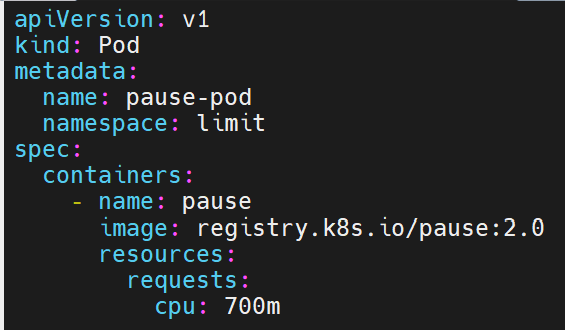 apiVersion: v1
kind: Pod
metadata:
  name: pause-pod
  namespace: limit
spec:
  containers:
    - name: pause
      image: registry.k8s.io/pause:2.0
      resources:
        requests:
          cpu: 700m